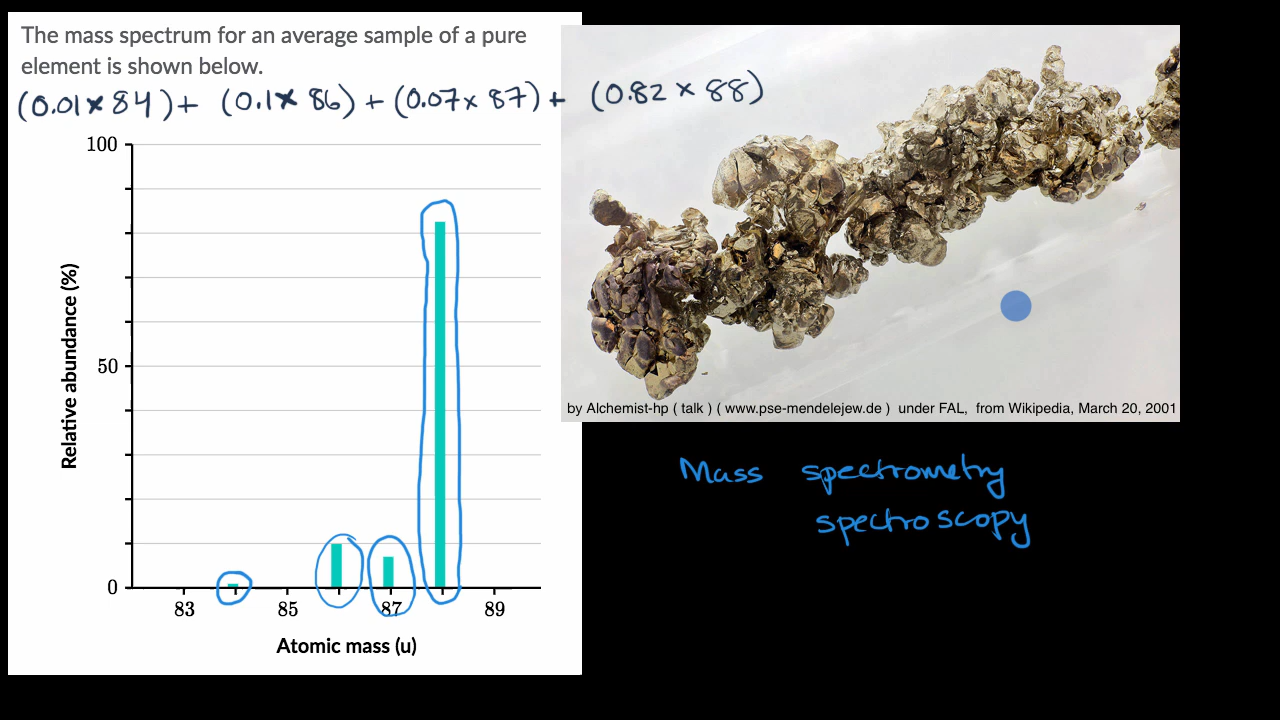 The mass spectrum for an average sample of a pure
element is shown below.
(0.01 × 84) + (0.1 × 86) + (0.07 × 87) + (0.82 × 88)
100
50
0
Relative abundance (%)
83 85 87 89
Atomic mass (u)
by Alchemist-hp ( talk ) ( www.pse-mendelejew.de ) under FAL, from Wikipedia, March 20, 2001
Mass spectrometry
spectroscopy